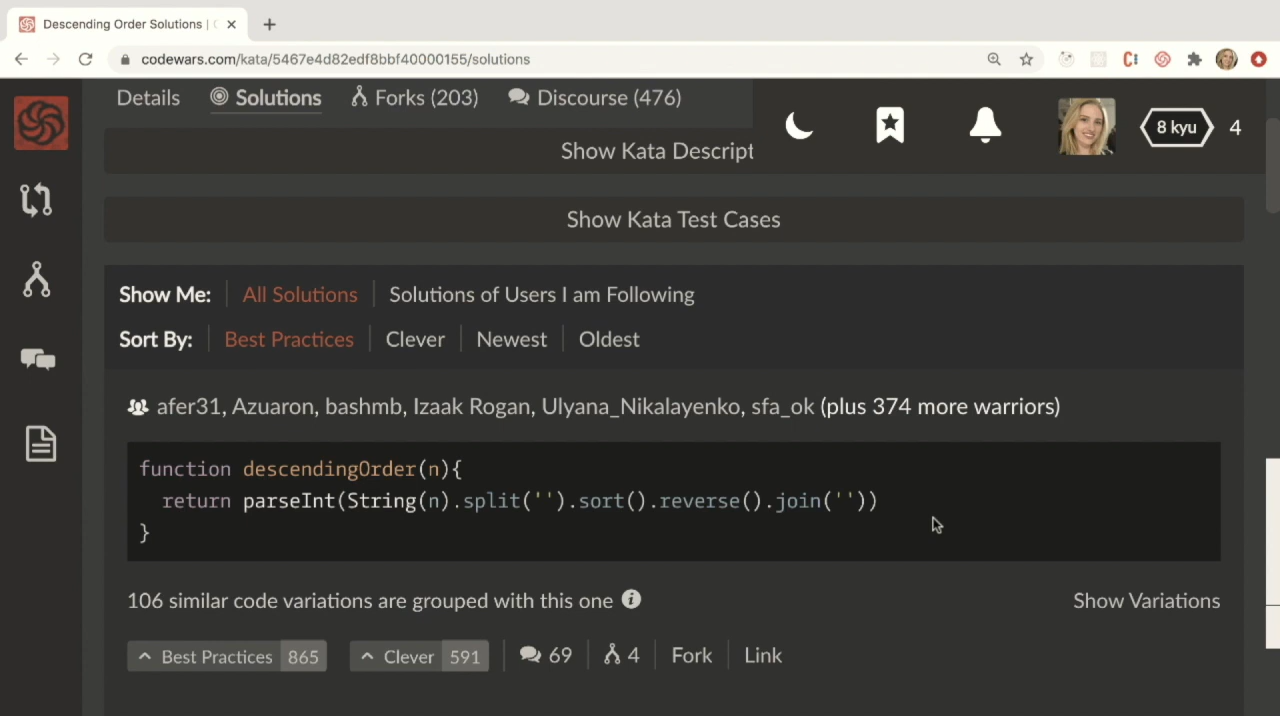 Descending Order Solutions |
codewars.com/kata/5467e4d82edf8bbf40000155/solutions
Details Solutions Forks (203) Discourse (476)
8 kyu 4
Show Kata Descript
Show Kata Test Cases
Show Me: All Solutions Solutions of Users I am Following
Sort By: Best Practices Clever Newest Oldest
afer31, Azuaron, bashmb, Izaak Rogan, Ulyana_Nikalayenko, sfa_ok (plus 374 more warriors)
function descendingOrder(n){
return parseInt(String(n).split('').sort().reverse().join(''))
}
106 similar code variations are grouped with this one Show Variations
Best Practices 865 Clever 591 69 4 Fork Link